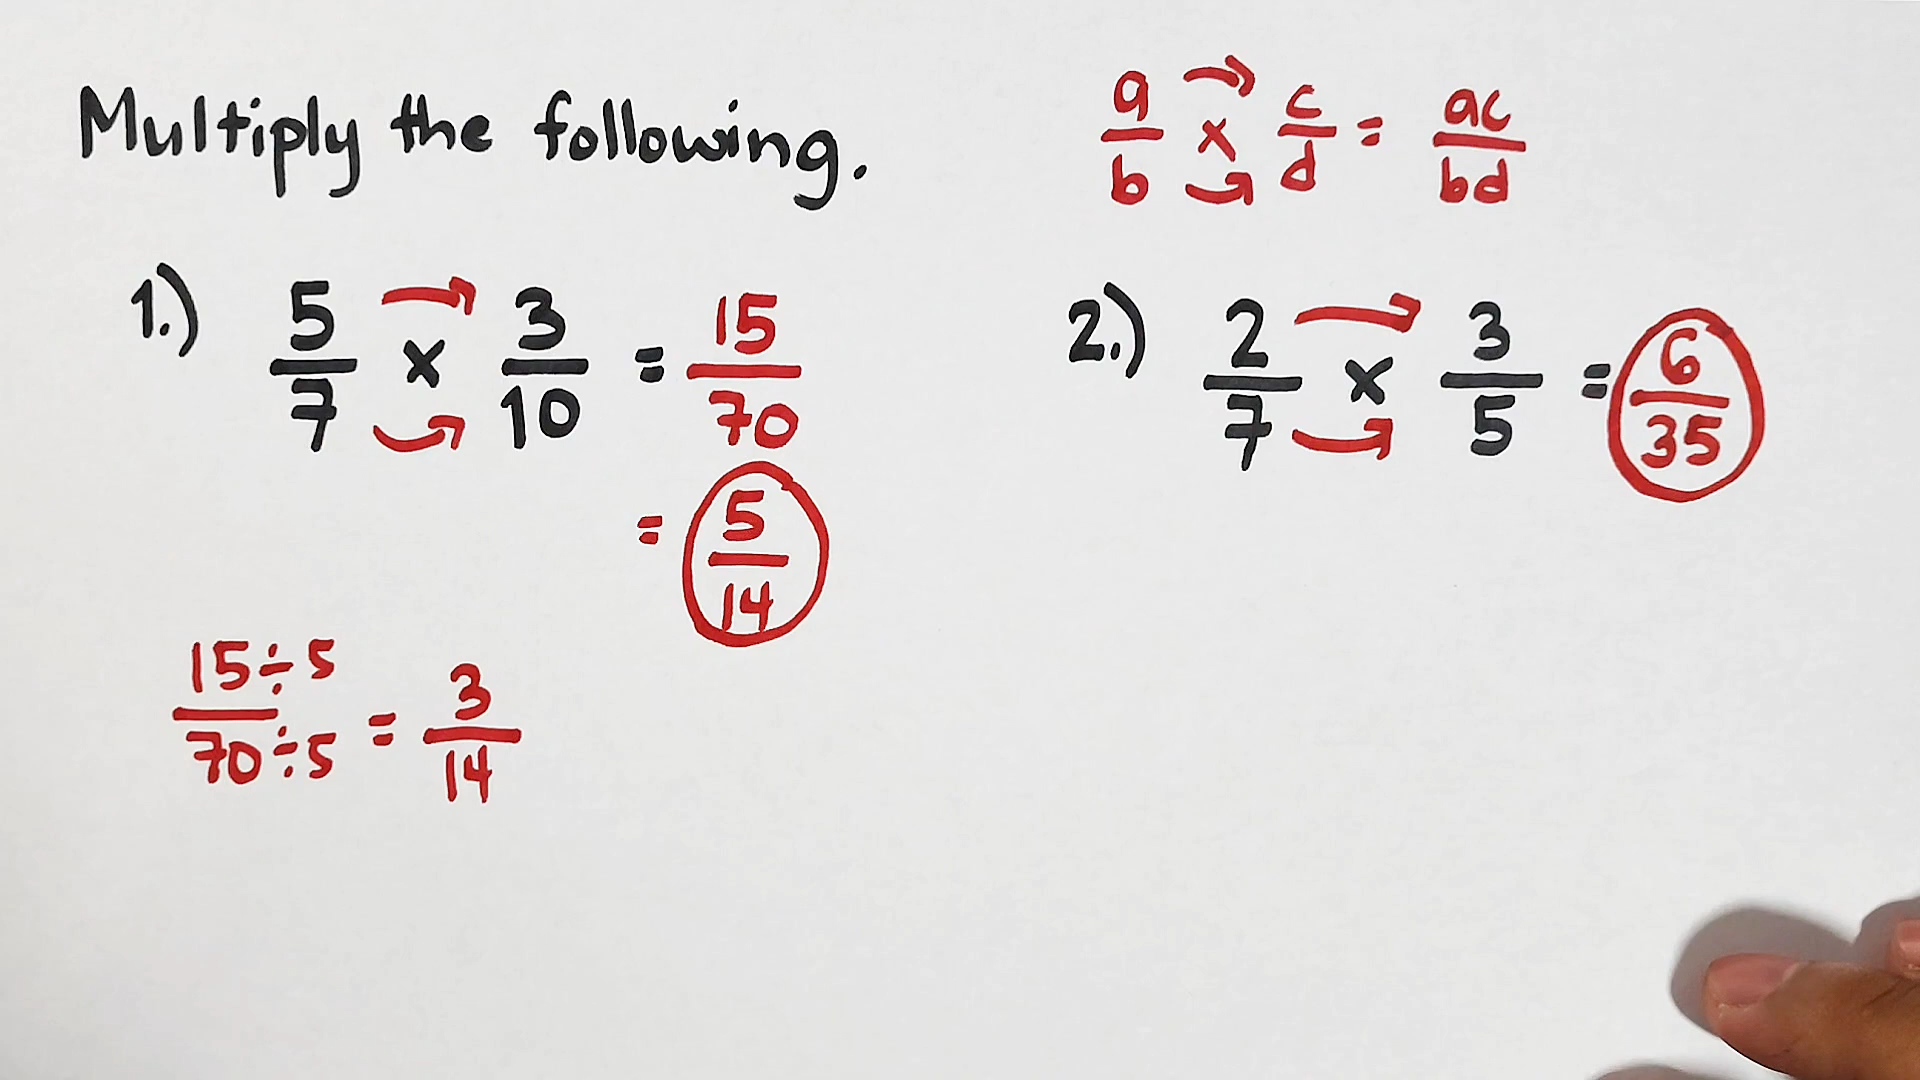 Multiply the following.
a/b × c/d = ac/bd
1.) 5/7 × 3/10 = 15/70
= 5/14
15÷5/70÷5 = 3/14
2.) 2/7 × 3/5 = 6/35